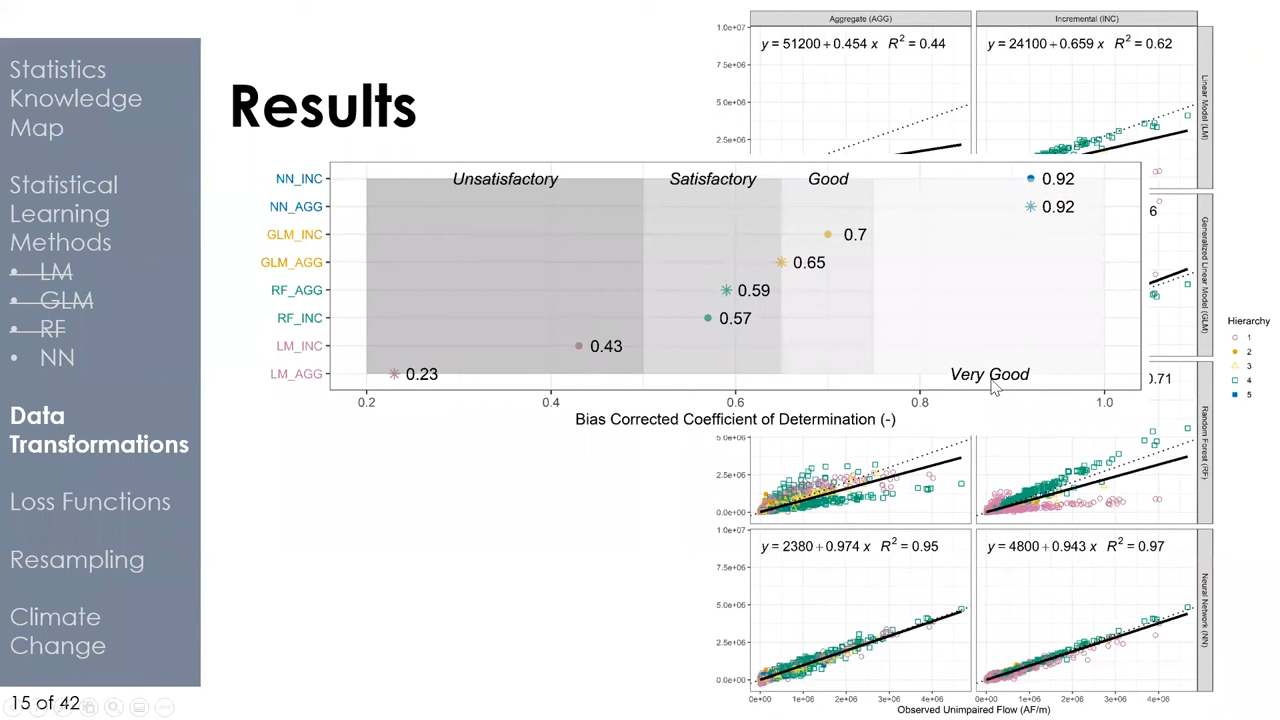 Statistics
Knowledge
Map
Statistical
Learning
Methods
• LM
• GLM
• RF
• NN
Data
Transformations
Loss Functions
Resampling
Climate
Change
15 of 42
Results
NN_INC
NN_AGG
GLM_INC
GLM_AGG
RF_AGG
RF_INC
LM_INC
LM_AGG
Unsatisfactory Satisfactory Good
0.92
0.92
0.7
0.65
0.59
0.57
0.43
0.23
Very Good
0.2 0.4 0.6 0.8 1.0
Bias Corrected Coefficient of Determination (-)
Aggregate (AGG) Incremental (INC)
1.0e+07
y = 51200 + 0.454 x R² = 0.44
y = 24100 + 0.659 x R² = 0.62
7.5e+06
5.0e+06
2.5e+06
Linear Model (LM)
6
Generalized Linear Model (GLM)
0.71
Random Forest (RF)
5.0e+06
2.5e+06
0.0e+00
1.0e+07
y = 2380 + 0.974 x R² = 0.95
y = 4800 + 0.943 x R² = 0.97
7.5e+06
5.0e+06
2.5e+06
0.0e+00
Neural Network (NN)
0e+00 1e+06 2e+06 3e+06 4e+06 0e+00 1e+06 2e+06 3e+06 4e+06
Observed Unimpaired Flow (AF/m)
Hierarchy
1
2
3
4
5